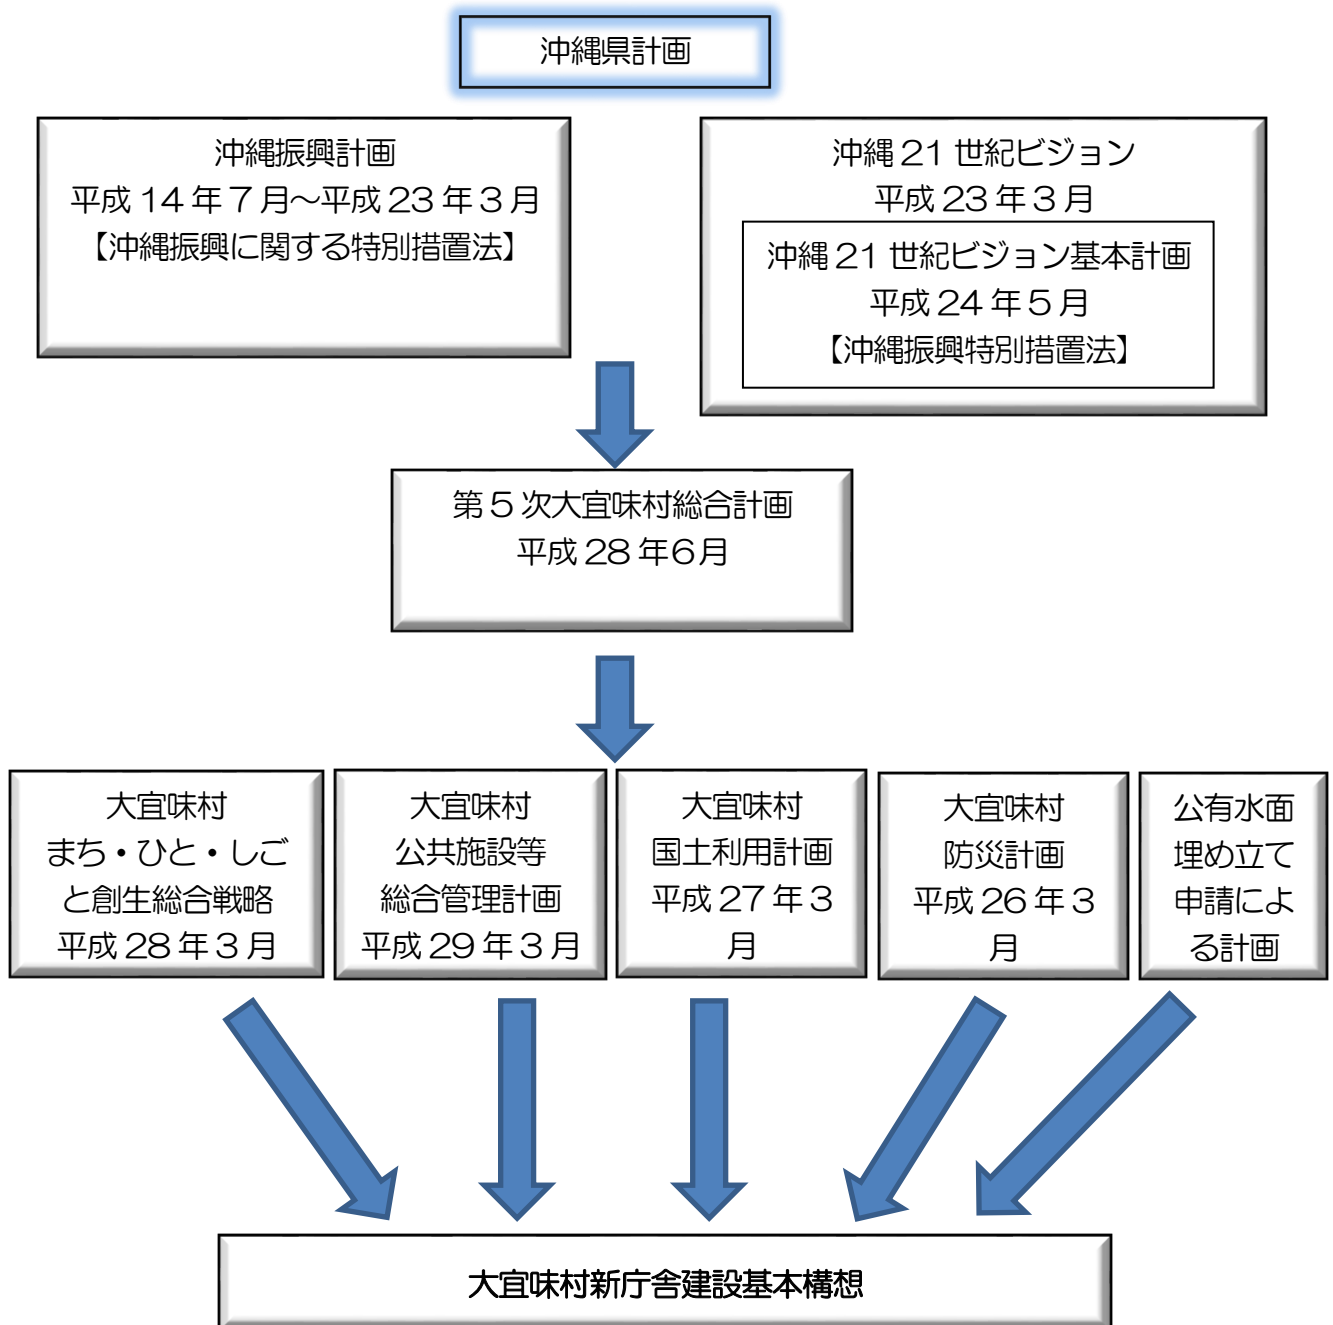 沖縄県計画
沖縄振興計画
平成14年7月～平成23年3月
【沖縄振興に関する特別措置法】
沖縄21世紀ビジョン
平成23年3月
沖縄21世紀ビジョン基本計画
平成24年5月
【沖縄振興特別措置法】
第5次大宜味村総合計画
平成28年6月
大宜味村
まち・ひと・しご
と創生総合戦略
平成28年3月
大宜味村
公共施設等
総合管理計画
平成29年3月
大宜味村
国土利用計画
平成27年3
月
大宜味村
防災計画
平成26年3
月
公有水面
埋め立て
申請によ
る計画
大宜味村新庁舎建設基本構想